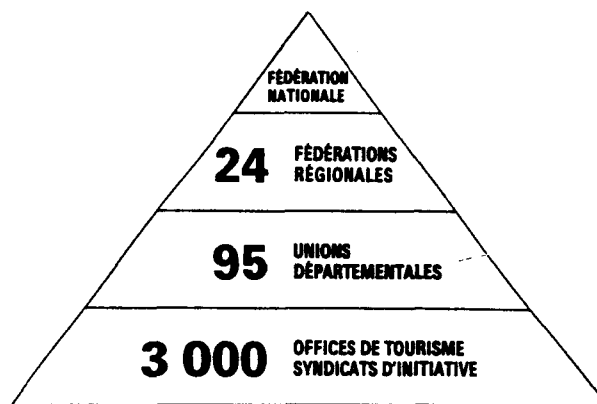 FÉDÉRATION
NATIONALE
24 FÉDÉRATIONS
RÉGIONALES
95 UNIONS
DÉPARTEMENTALES
3 000 OFFICES DE TOURISME
SYNDICATS D'INITIATIVE